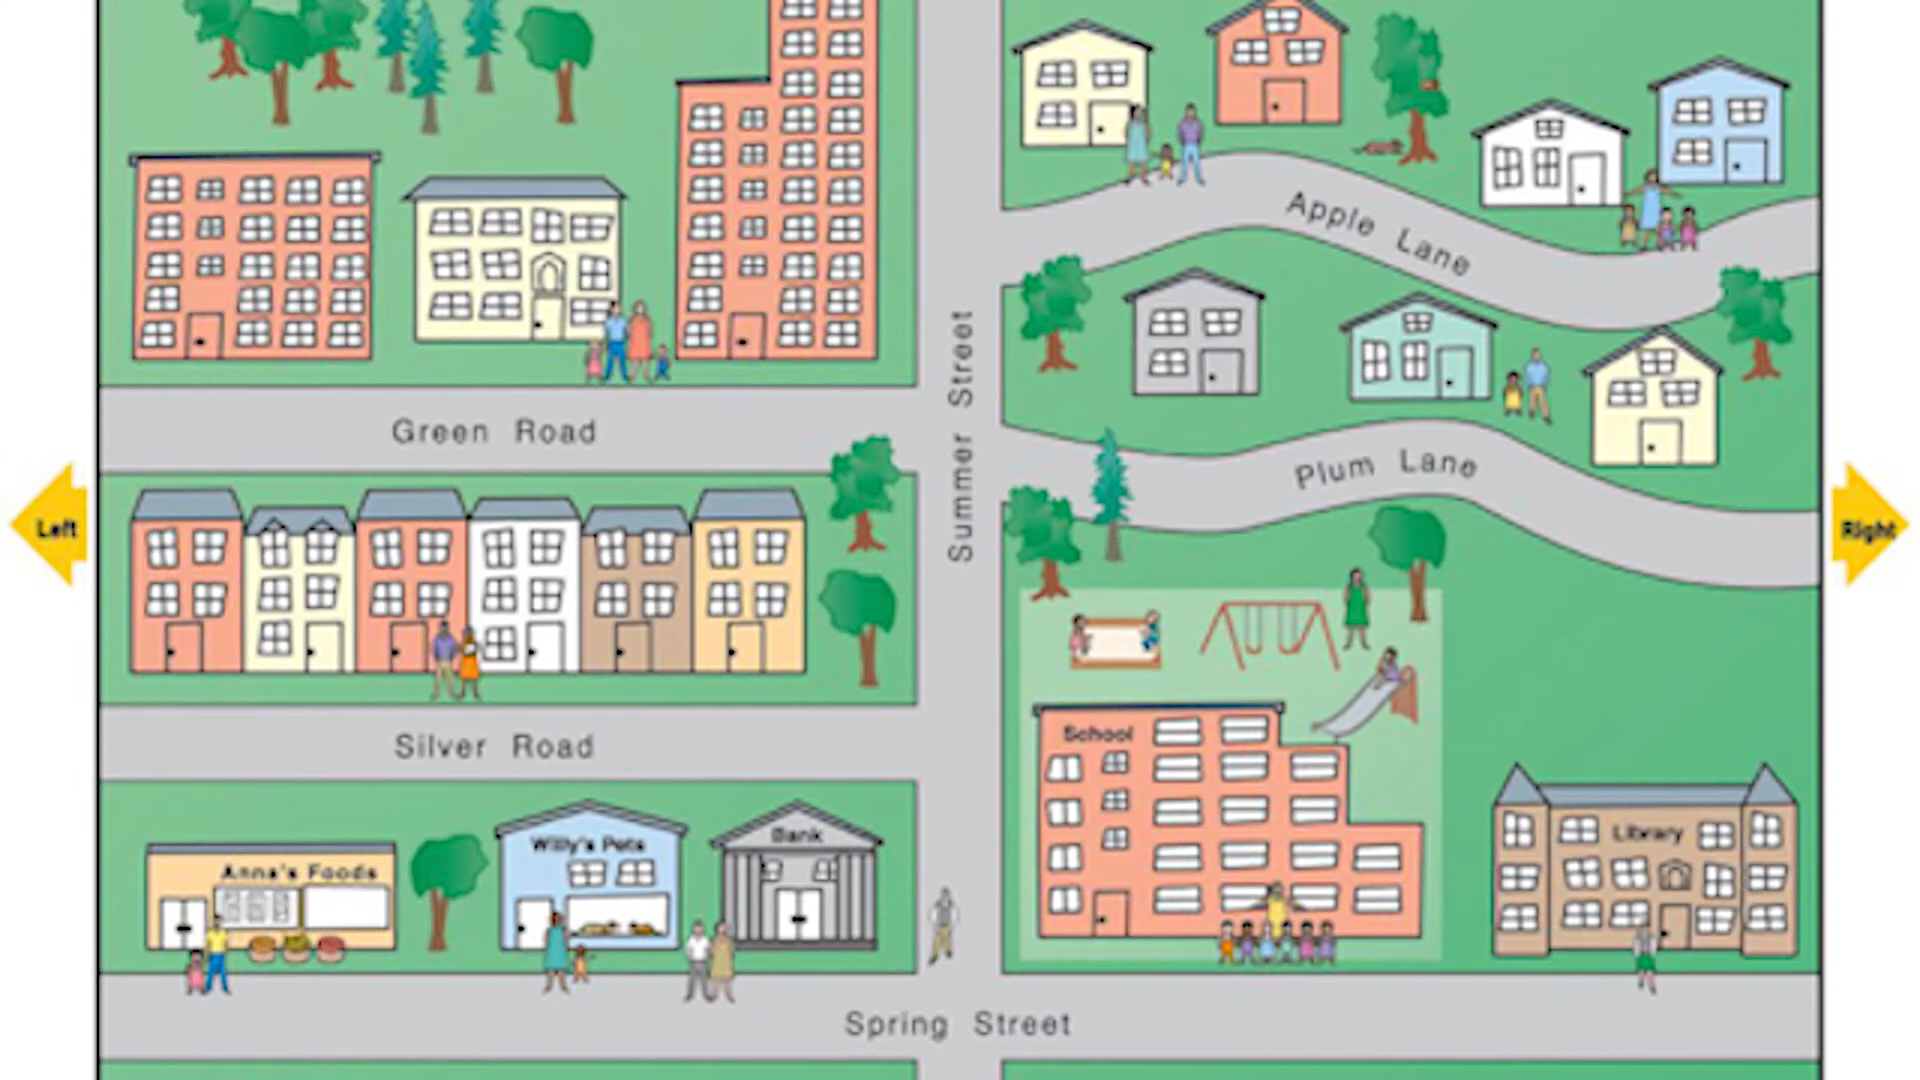 Apple Lane
Summer Street
Green Road
Plum Lane
Left
Right
School
Silver Road
Library
Bank
Willy's Pets
Anna's Foods
Spring Street